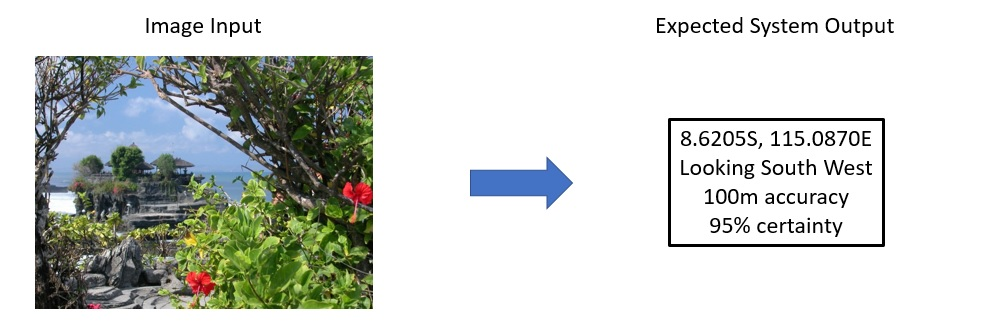 Image Input
Expected System Output
8.6205S, 115.0870E
Looking South West
100m accuracy
95% certainty